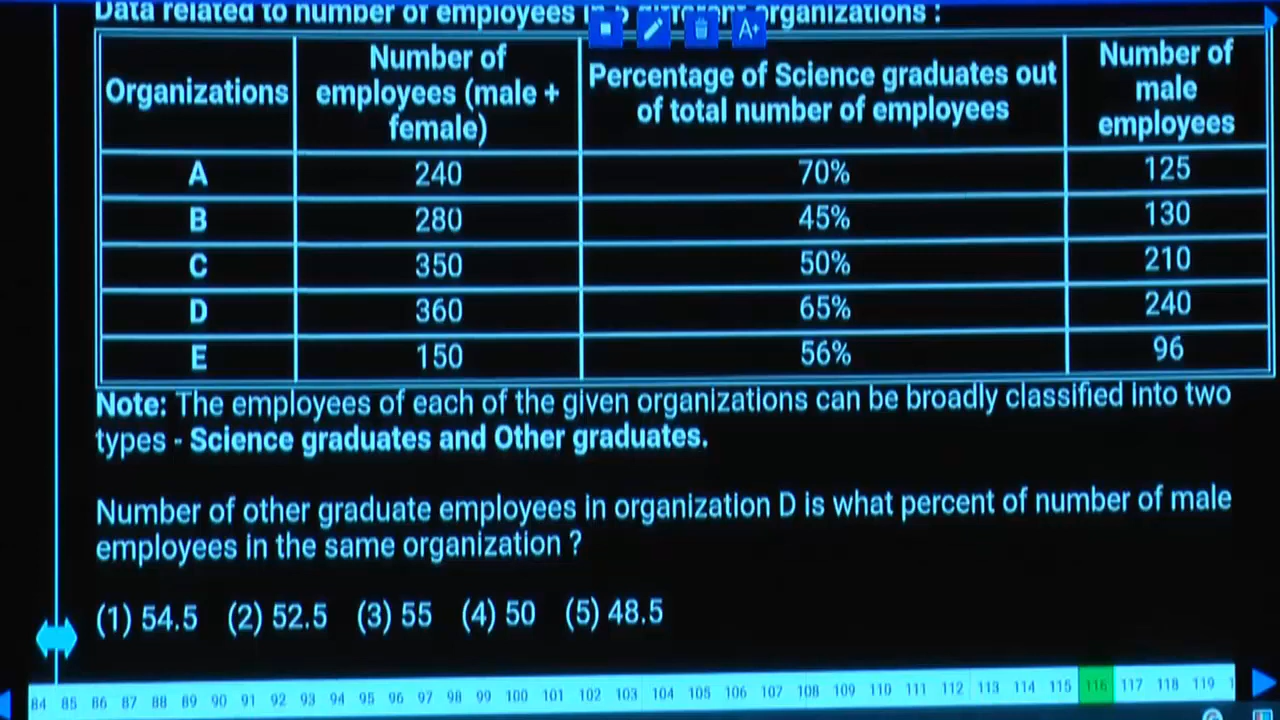 Data related to number of employees in 5 different organizations :
A+
Organizations
Number of
employees (male +
female)
Percentage of Science graduates out
of total number of employees
Number of
male
employees
A 240 70% 125
B 280 45% 130
C 350 50% 210
D 360 65% 240
E 150 56% 96
Note: The employees of each of the given organizations can be broadly classified into two
types - Science graduates and Other graduates.
Number of other graduate employees in organization D is what percent of number of male
employees in the same organization ?
(1) 54.5 (2) 52.5 (3) 55 (4) 50 (5) 48.5
84 85 86 87 88 89 90 91 92 93 94 95 96 97 98 99 100 101 102 103 104 105 106 107 108 109 110 111 112 113 114 115 116 117 118 119